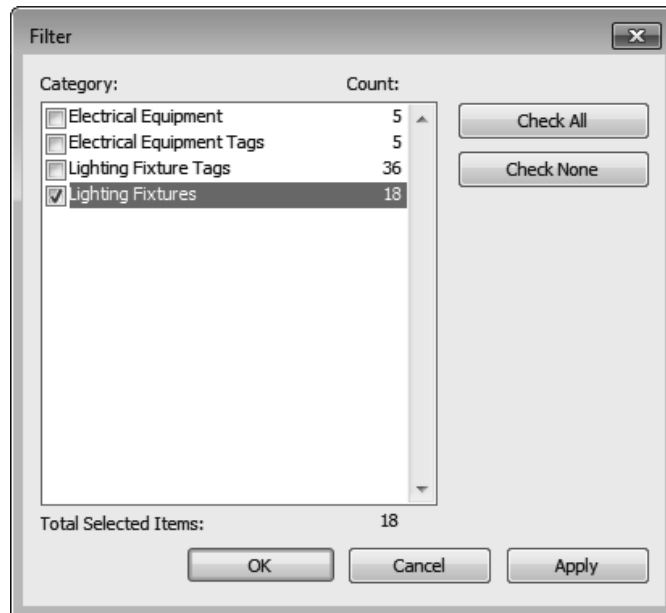 Filter
Category: Count:
Electrical Equipment 5
Electrical Equipment Tags 5
Lighting Fixture Tags 36
Lighting Fixtures 18
Check All
Check None
Total Selected Items: 18
OK Cancel Apply